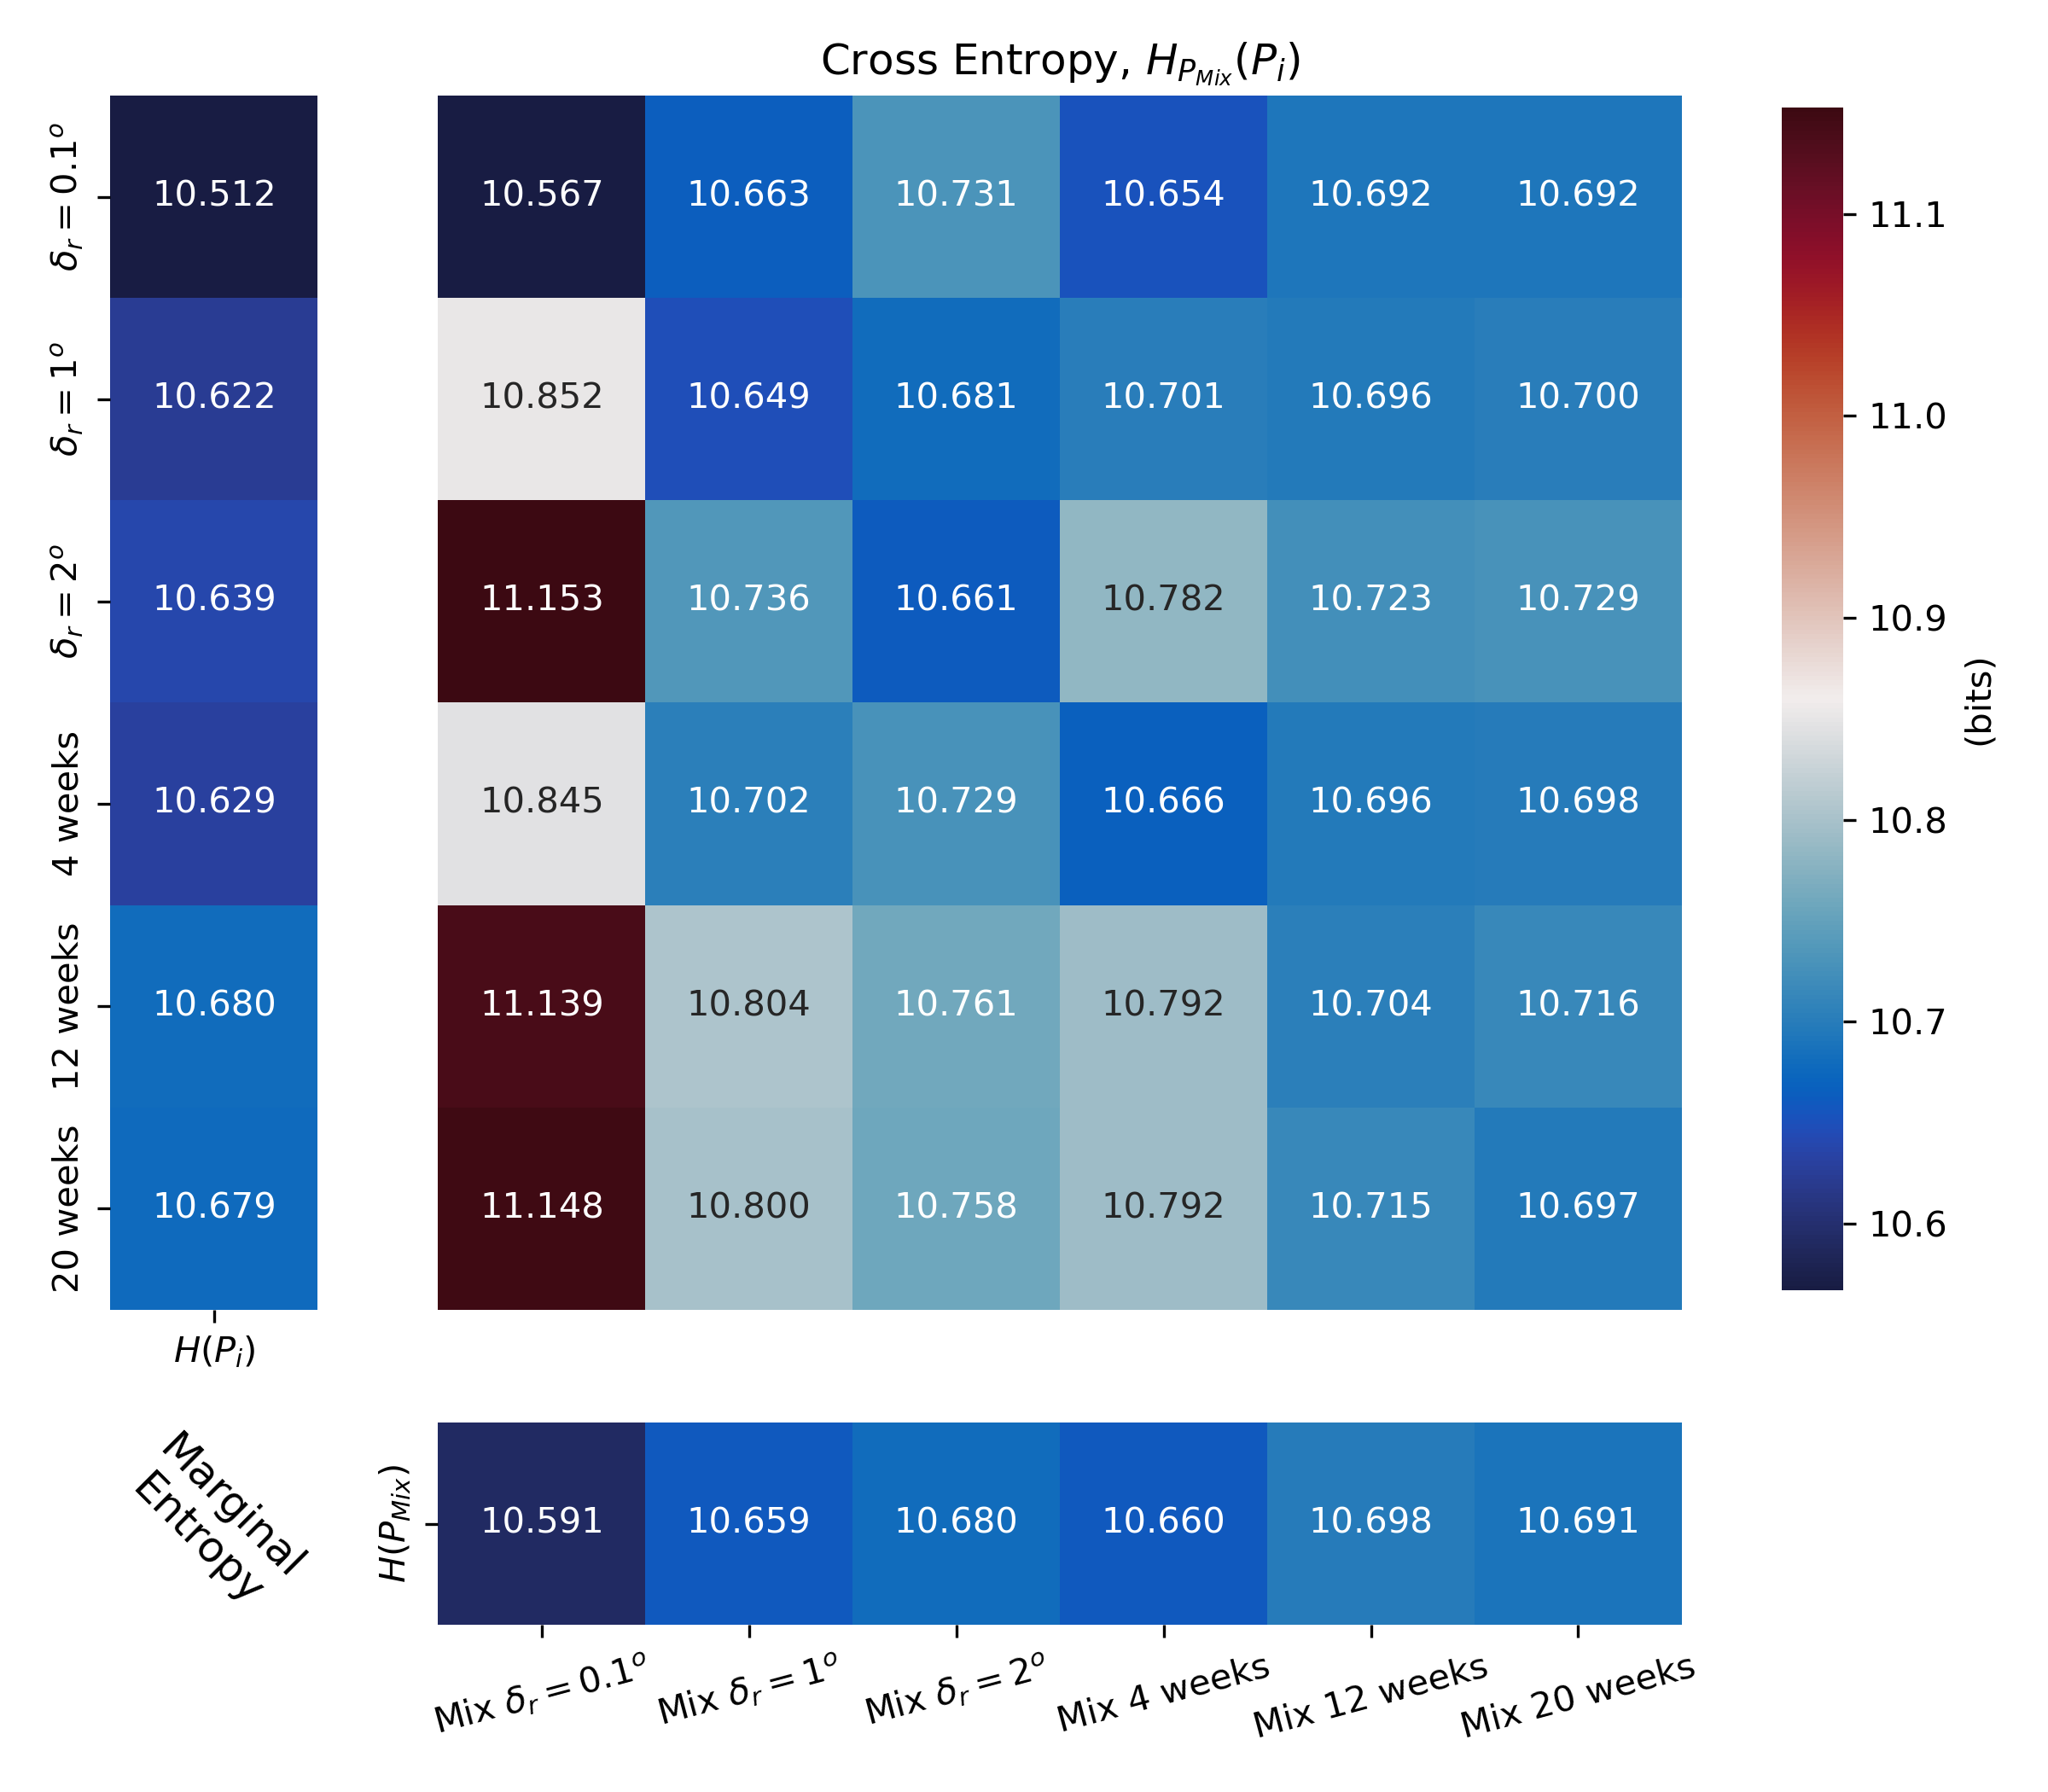 Cross Entropy, H_{P_{Mix}}(P_i)
δ_r = 0.1^o 10.512 10.567 10.663 10.731 10.654 10.692 10.692
11.1
δ_r = 1^o 10.622 10.852 10.649 10.681 10.701 10.696 10.700
11.0
δ_r = 2^o 10.639 11.153 10.736 10.661 10.782 10.723 10.729
10.9
(bits)
4 weeks 10.629 10.845 10.702 10.729 10.666 10.696 10.698
10.8
12 weeks 10.680 11.139 10.804 10.761 10.792 10.704 10.716
10.7
20 weeks 10.679 11.148 10.800 10.758 10.792 10.715 10.697
10.6
H(P_i)
Marginal
Entropy
H(P_{Mix}) 10.591 10.659 10.680 10.660 10.698 10.691
Mix δ_r = 0.1^o Mix δ_r = 1^o Mix δ_r = 2^o Mix 4 weeks Mix 12 weeks Mix 20 weeks